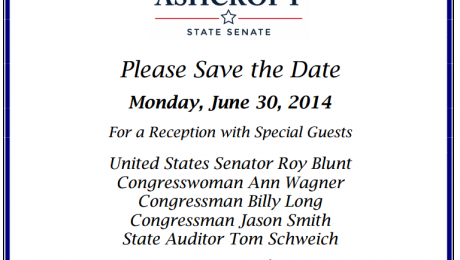 ASHCROFT
STATE SENATE
Please Save the Date
Monday, June 30, 2014
For a Reception with Special Guests
United States Senator Roy Blunt
Congresswoman Ann Wagner
Congressman Billy Long
Congressman Jason Smith
State Auditor Tom Schweich